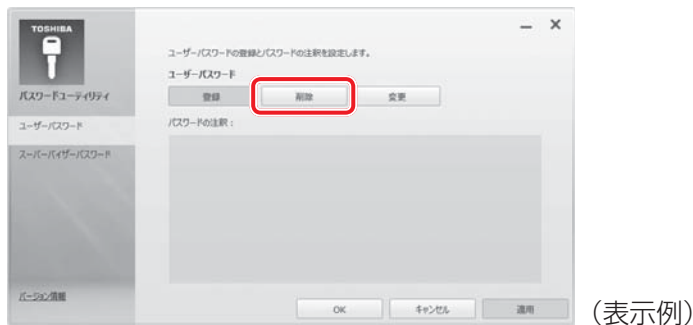 TOSHIBA
パスワードユーティリティ
ユーザーパスワード
スーパーバイザーパスワード
バージョン情報
ユーザーパスワードの登録とパスワードの注釈を設定します。
ユーザーパスワード
登録 削除 変更
パスワードの注釈：
OK キャンセル 適用
（表示例）